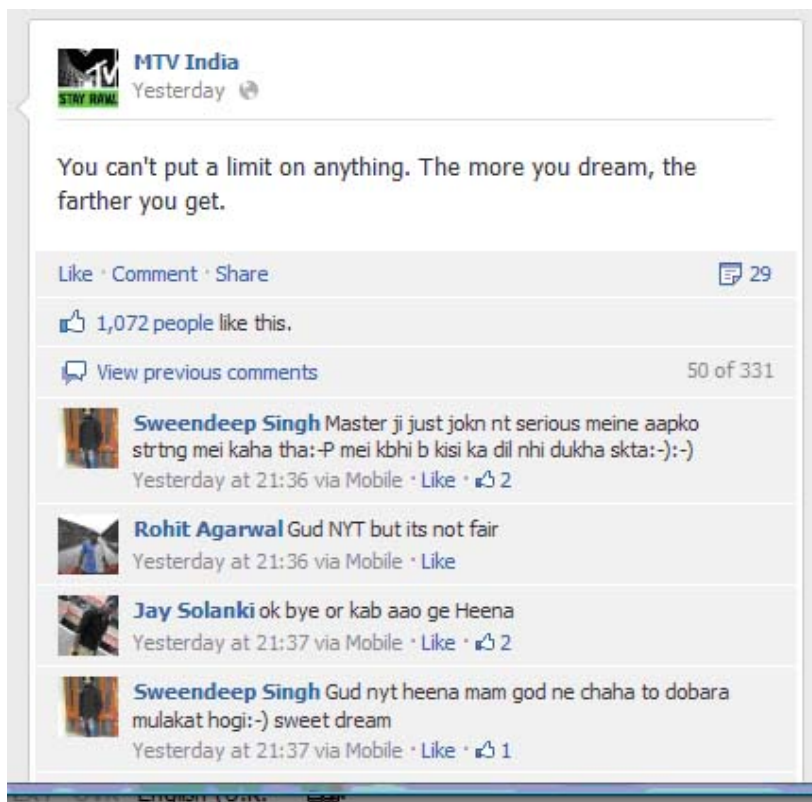 MTV India
STAY RAW.
Yesterday
You can't put a limit on anything. The more you dream, the
farther you get.
Like · Comment · Share 29
1,072 people like this.
View previous comments 50 of 331
Sweendeep Singh Master ji just jokn nt serious meine aapko
strtng mei kaha tha:-P mei kbhi b kisi ka dil nhi dukha skta:-):-)
Yesterday at 21:36 via Mobile · Like · 2
Rohit Agarwal Gud NYT but its not fair
Yesterday at 21:36 via Mobile · Like
Jay Solanki ok bye or kab aao ge Heena
Yesterday at 21:37 via Mobile · Like · 2
Sweendeep Singh Gud nyt heena mam god ne chaha to dobara
mulakat hogi:-) sweet dream
Yesterday at 21:37 via Mobile · Like · 1